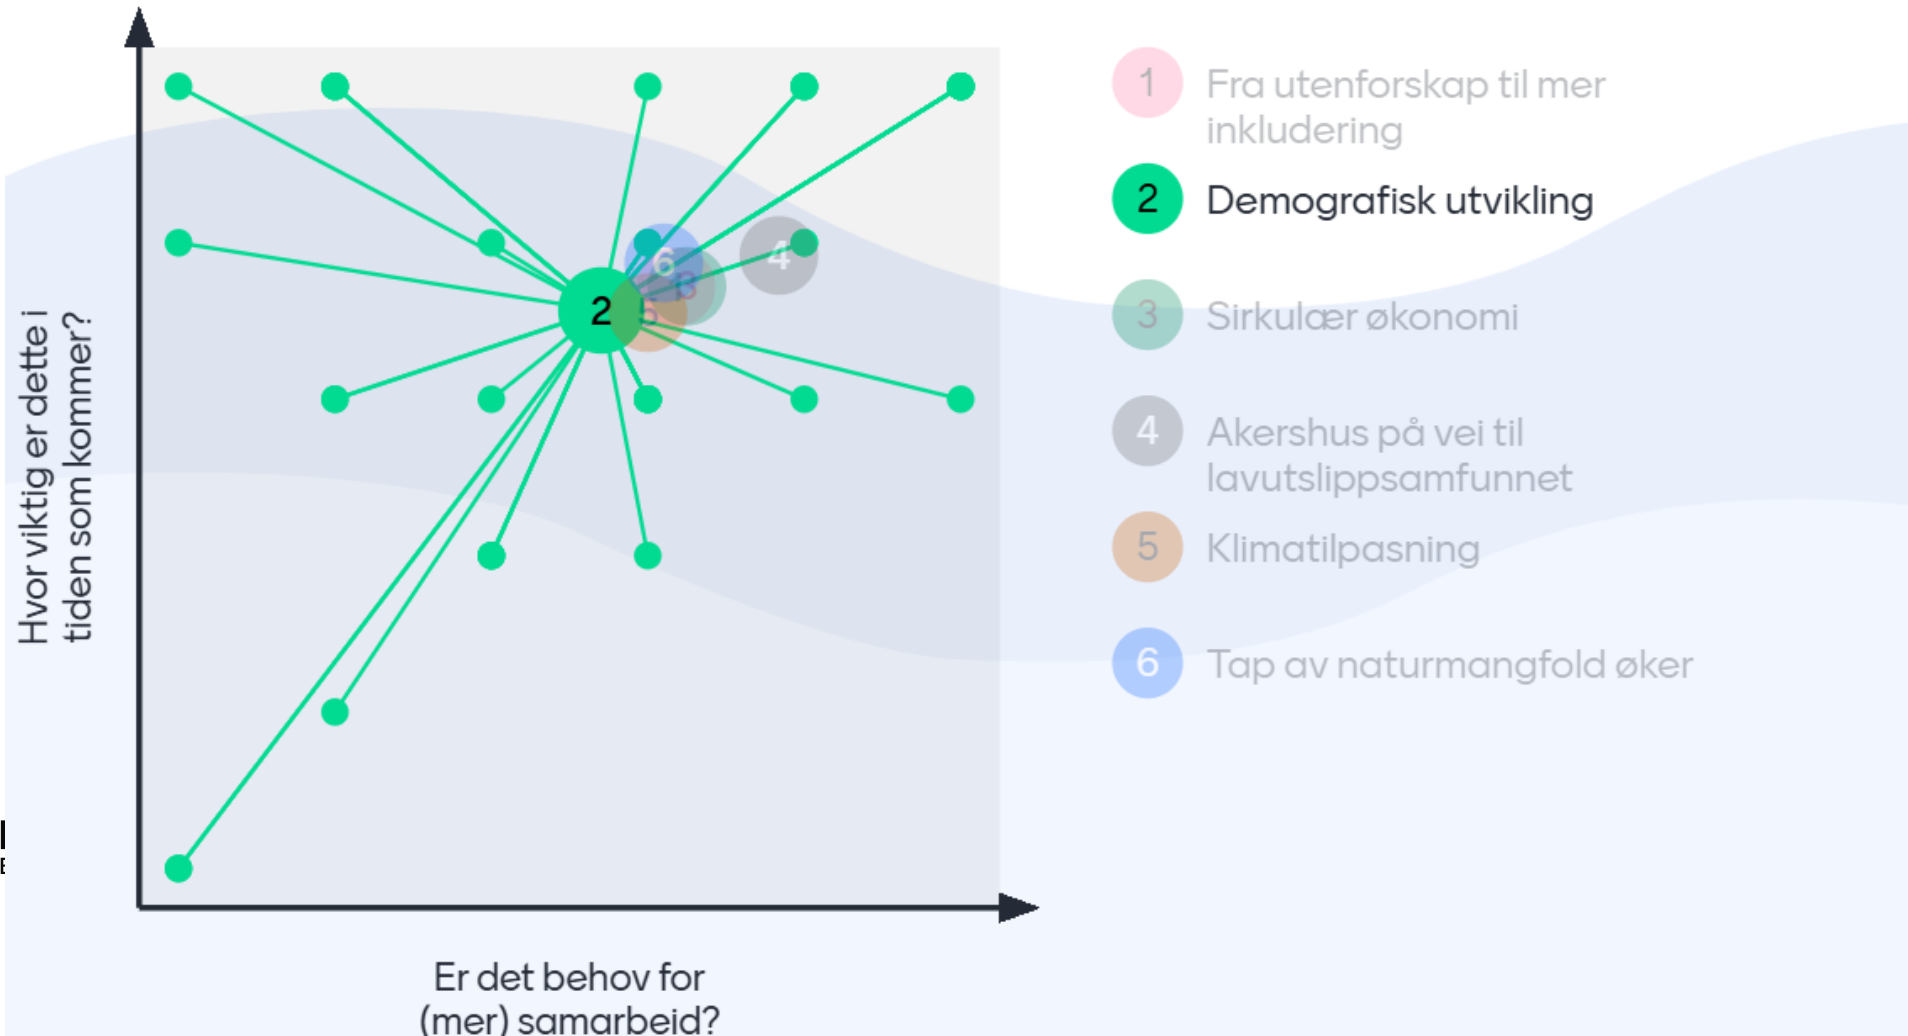 Hvor viktig er dette i
tiden som kommer?
2
6
4
3
5
Er det behov for
(mer) samarbeid?
1 Fra utenforskap til mer
inkludering
2 Demografisk utvikling
3 Sirkulær økonomi
4 Akershus på vei til
lavutslippsamfunnet
5 Klimatilpasning
6 Tap av naturmangfold øker